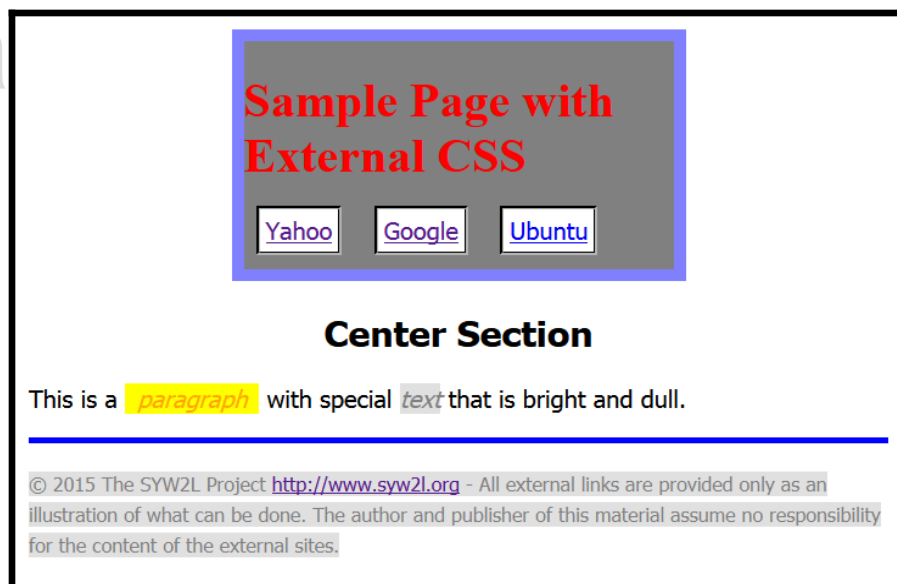 Sample Page with
External CSS
Yahoo Google Ubuntu
Center Section
This is a paragraph with special text that is bright and dull.
© 2015 The SYW2L Project http://www.syw2l.org - All external links are provided only as an
illustration of what can be done. The author and publisher of this material assume no responsibility
for the content of the external sites.